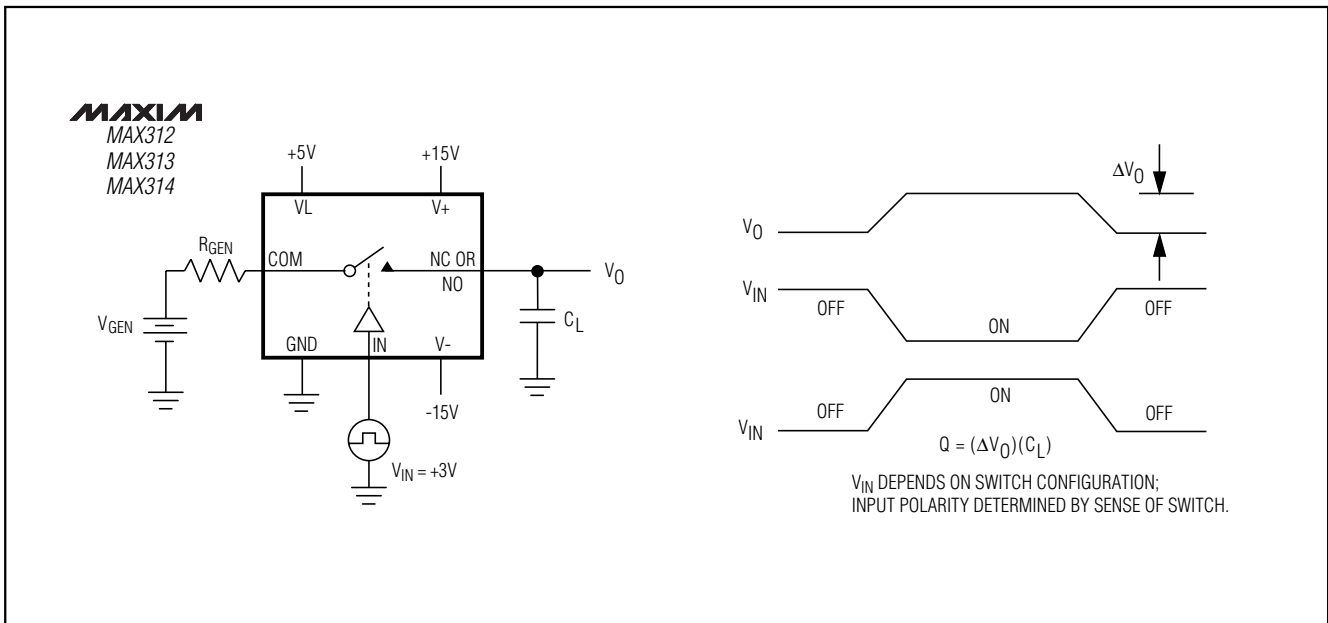 MAXIM
MAX312
MAX313
MAX314
+5V
+15V
VL
V+
RGEN
COM
NC OR
NO
VO
VGEN
CL
GND
IN
V-
-15V
VIN = +3V
ΔVO
VO
VIN
OFF
ON
OFF
VIN
OFF
ON
OFF
Q = (ΔVO)(CL)
VIN DEPENDS ON SWITCH CONFIGURATION;
INPUT POLARITY DETERMINED BY SENSE OF SWITCH.